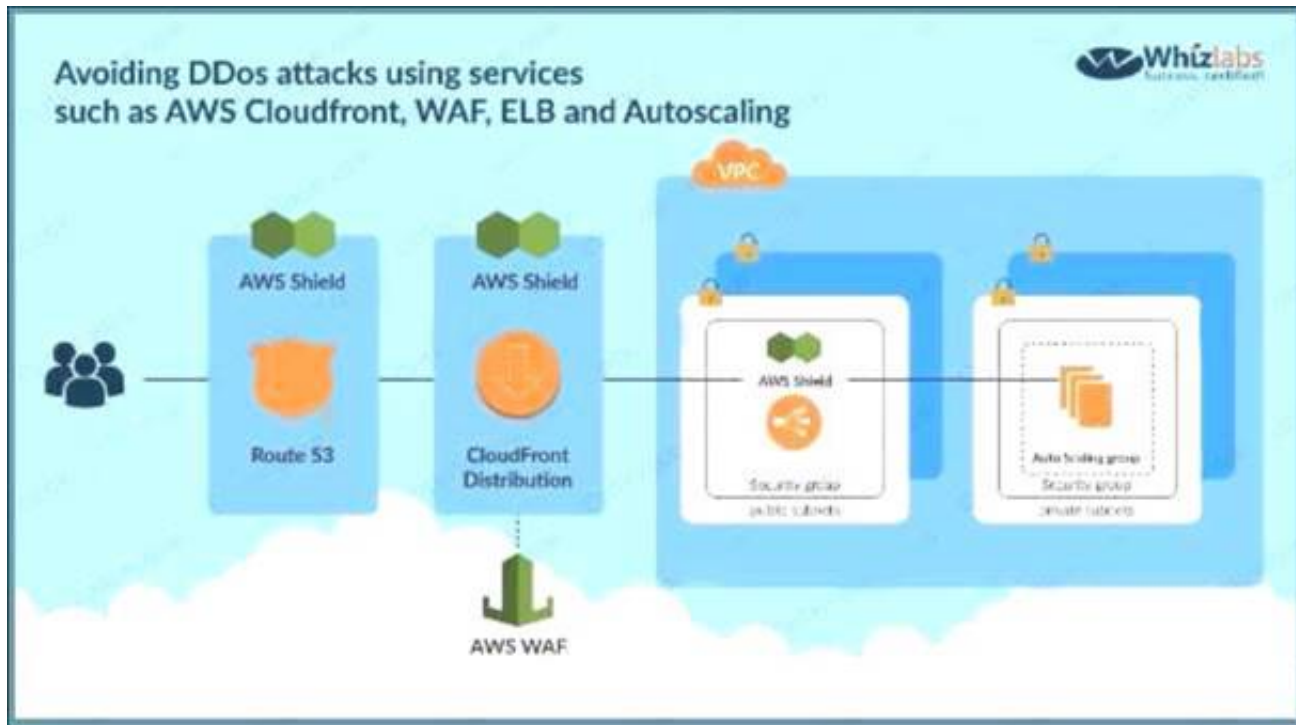 Avoiding DDos attacks using services
such as AWS Cloudfront, WAF, ELB and Autoscaling
Whizlabs
VPC
AWS Shield
AWS Shield
AWS Shield
Route 53
CloudFront
Distribution
Auto Scaling group
Security group
public subnets
Security group
private subnets
AWS WAF